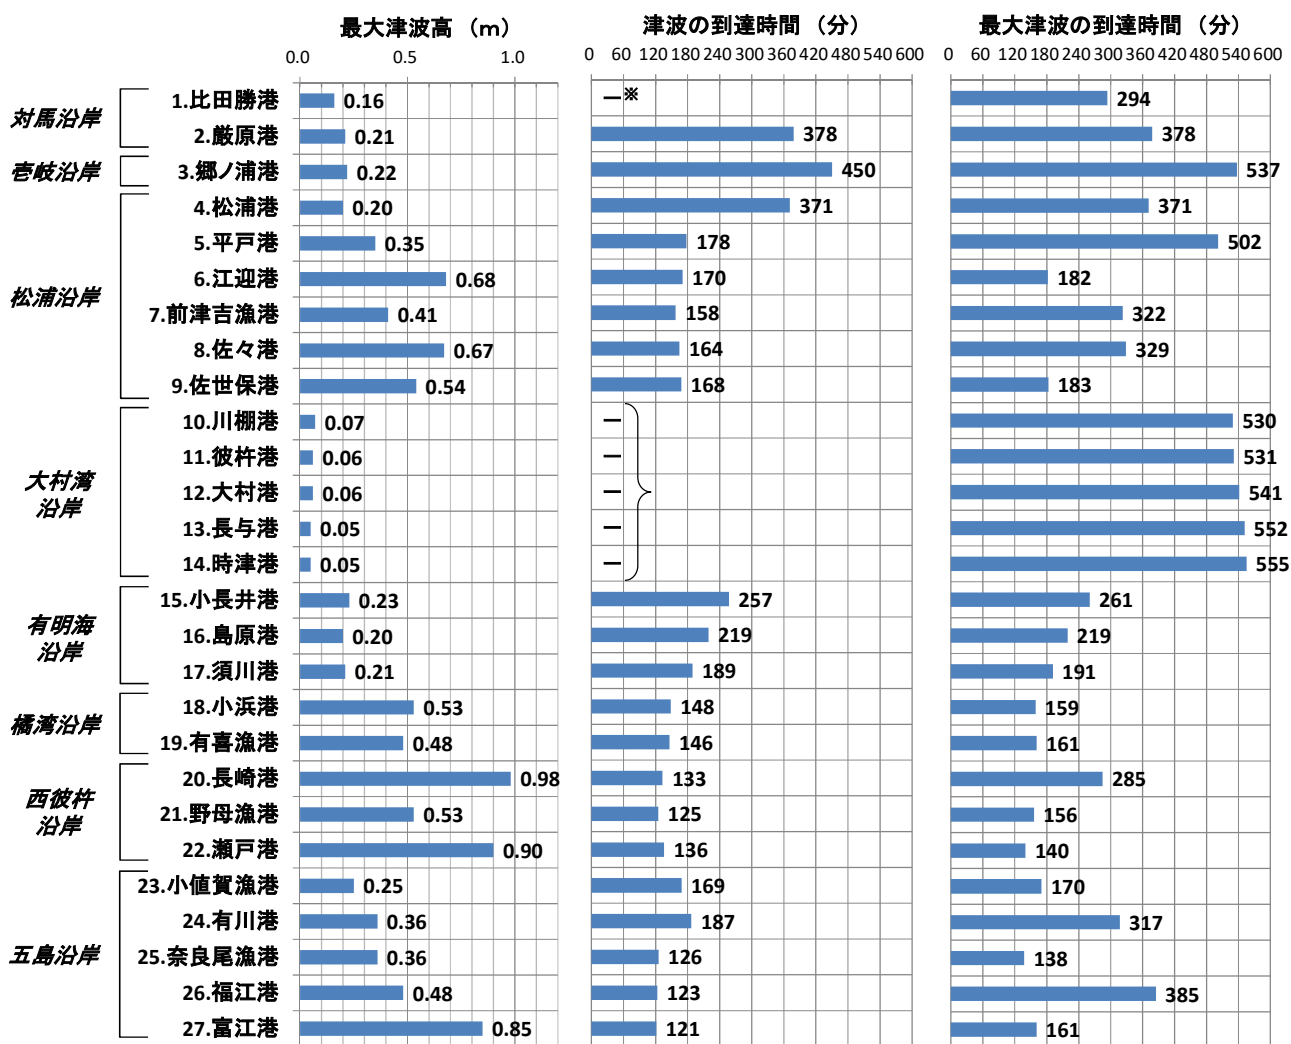 最大津波高 （m） 津波の到達時間 （分） 最大津波の到達時間（分）
0.0 0.5 1.0 0 60 120 180 240 300 360 420 480 540 600 0 60 120 180 240 300 360 420 480 540 600
対馬沿岸
1.比田勝港 0.16 ー※ 294
2.厳原港 0.21 378 378
壱岐沿岸
3.郷ノ浦港 0.22 450 537
松浦沿岸
4.松浦港 0.20 371 371
5.平戸港 0.35 178 502
6.江迎港 0.68 170 182
7.前津吉漁港 0.41 158 322
8.佐々港 0.67 164 329
9.佐世保港 0.54 168 183
大村湾
沿岸
10.川棚港 0.07 ー 530
11.彼杵港 0.06 ー 531
12.大村港 0.06 ー 541
13.長与港 0.05 ー 552
14.時津港 0.05 ー 555
有明海
沿岸
15.小長井港 0.23 257 261
16.島原港 0.20 219 219
17.須川港 0.21 189 191
橘湾沿岸
18.小浜港 0.53 148 159
19.有喜漁港 0.48 146 161
西彼杵
沿岸
20.長崎港 0.98 133 285
21.野母漁港 0.53 125 156
22.瀬戸港 0.90 136 140
五島沿岸
23.小値賀漁港 0.25 169 170
24.有川港 0.36 187 317
25.奈良尾漁港 0.36 126 138
26.福江港 0.48 123 385
27.富江港 0.85 121 161